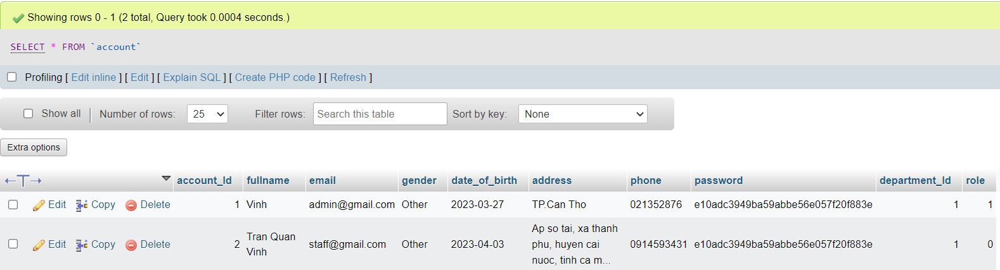 Showing rows 0 - 1 (2 total, Query took 0.0004 seconds.)
SELECT * FROM `account`
Profiling [ Edit inline ] [ Edit ] [ Explain SQL ] [ Create PHP code ] [ Refresh ]
Show all | Number of rows: 25 Filter rows: Search this table Sort by key: None
Extra options
account_Id fullname email gender date_of_birth address phone password department_Id role
Edit Copy Delete 1 Vinh admin@gmail.com Other 2023-03-27 TP.Can Tho 021352876 e10adc3949ba59abbe56e057f20f883e 1 1
Edit Copy Delete 2 Tran Quan Vinh staff@gmail.com Other 2023-04-03 Ap so tai, xa thanh phu, huyen cai nuoc, tinh ca m... 0914593431 e10adc3949ba59abbe56e057f20f883e 1 0